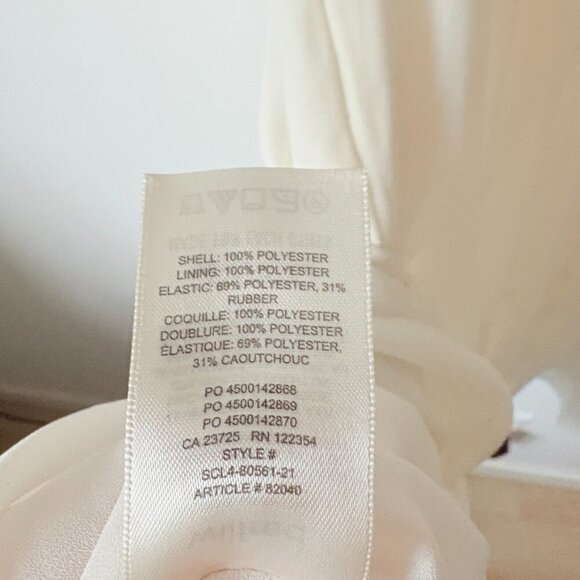 SHELL: 100% POLYESTER
LINING: 100% POLYESTER
ELASTIC: 69% POLYESTER, 31%
RUBBER
COQUILLE: 100% POLYESTER
DOUBLURE: 100% POLYESTER
ÉLASTIQUE: 69% POLYESTER,
31% CAOUTCHOUC
PO 4500142868
PO 4500142869
PO 4500142870
CA 23725 RN 122354
STYLE #
SCL4-80561-21
ARTICLE # 82040